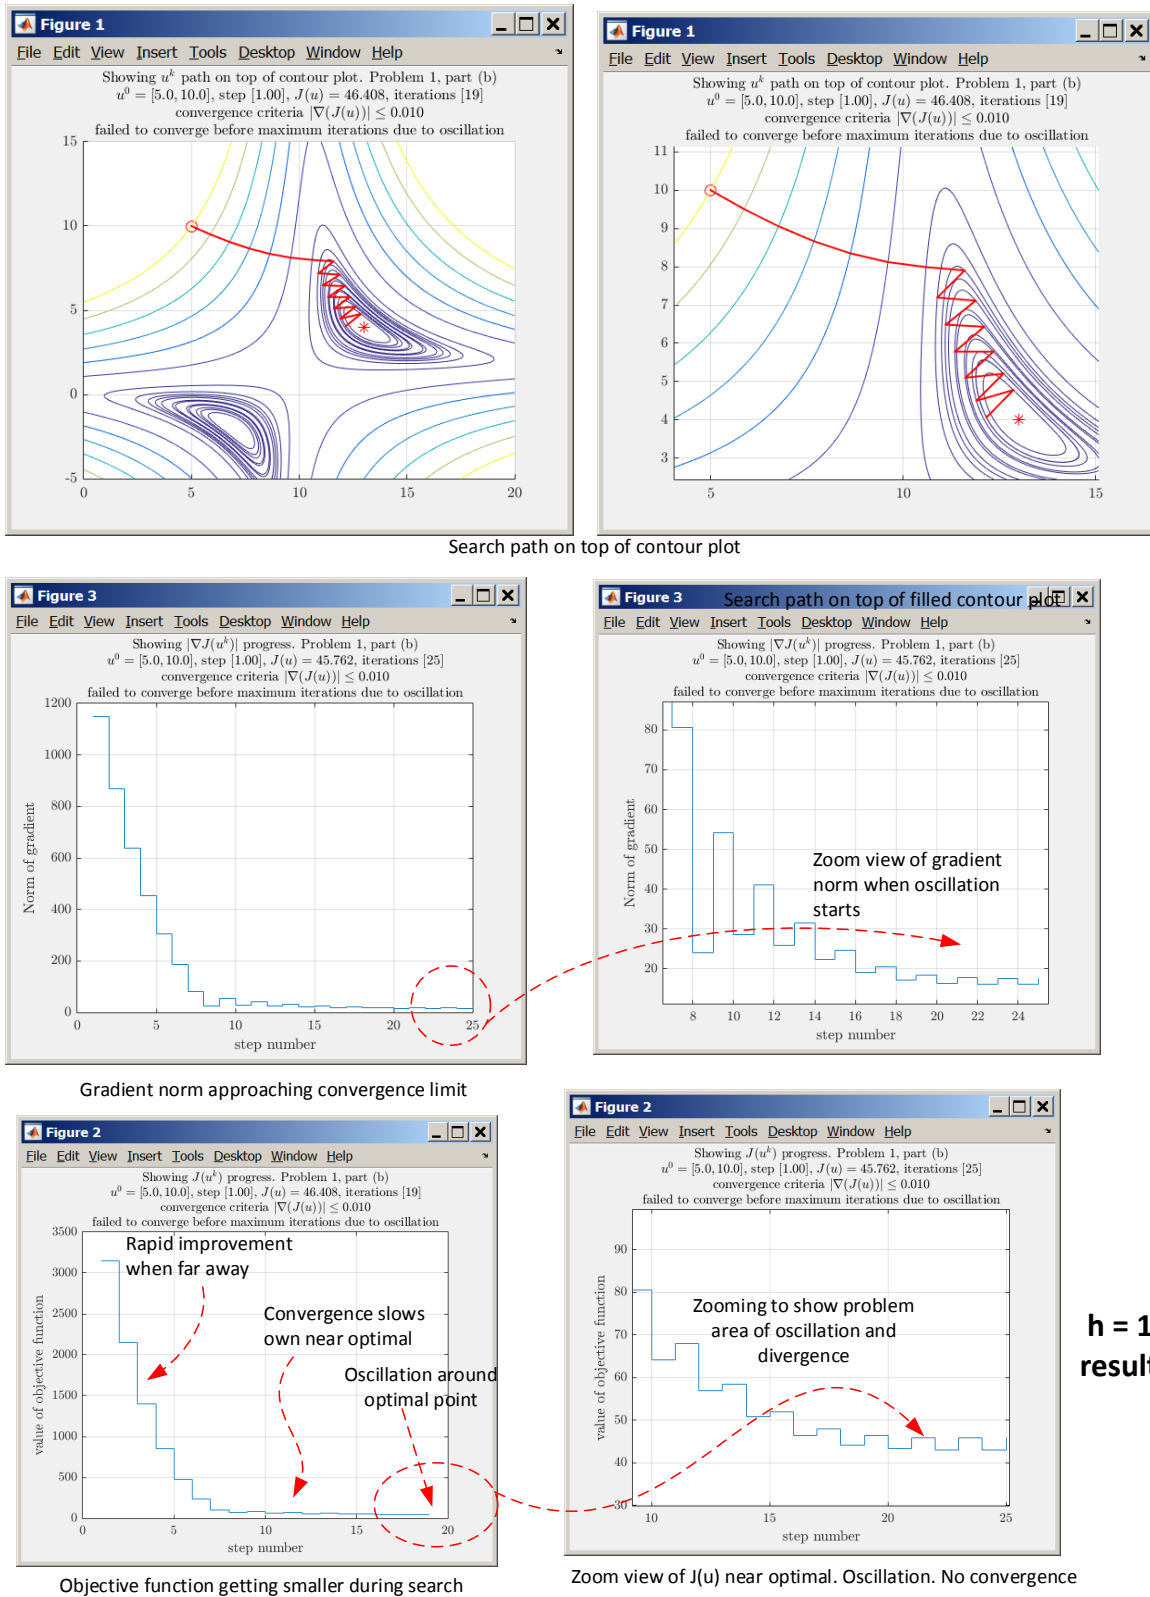 Figure 1
File Edit View Insert Tools Desktop Window Help
Showing u^k path on top of contour plot. Problem 1, part (b)
u^0 = [5.0, 10.0], step [1.00], J(u) = 46.408, iterations [19]
convergence criteria |∇(J(u))| ≤ 0.010
failed to converge before maximum iterations due to oscillation
15
10
5
0
-5
0 5 10 15 20
Figure 1
File Edit View Insert Tools Desktop Window Help
Showing u^k path on top of contour plot. Problem 1, part (b)
u^0 = [5.0, 10.0], step [1.00], J(u) = 46.408, iterations [19]
convergence criteria |∇(J(u))| ≤ 0.010
failed to converge before maximum iterations due to oscillation
11
10
9
8
7
6
5
4
3
5 10 15
Search path on top of contour plot
Figure 3
File Edit View Insert Tools Desktop Window Help
Showing |∇J(u^k)| progress. Problem 1, part (b)
u^0 = [5.0, 10.0], step [1.00], J(u) = 45.762, iterations [25]
convergence criteria |∇(J(u))| ≤ 0.010
failed to converge before maximum iterations due to oscillation
1200
1000
800
600
400
200
0
Norm of gradient
0 5 10 15 20 25
step number
Gradient norm approaching convergence limit
Figure 3
Search path on top of filled contour plot
File Edit View Insert Tools Desktop Window Help
Showing |∇J(u^k)| progress. Problem 1, part (b)
u^0 = [5.0, 10.0], step [1.00], J(u) = 45.762, iterations [25]
convergence criteria |∇(J(u))| ≤ 0.010
failed to converge before maximum iterations due to oscillation
80
70
60
50
40
30
20
Norm of gradient
Zoom view of gradient
norm when oscillation
starts
8 10 12 14 16 18 20 22 24
step number
Figure 2
File Edit View Insert Tools Desktop Window Help
Showing J(u^k) progress. Problem 1, part (b)
u^0 = [5.0, 10.0], step [1.00], J(u) = 46.408, iterations [19]
convergence criteria |∇(J(u))| ≤ 0.010
failed to converge before maximum iterations due to oscillation
3500
3000
2500
2000
1500
1000
500
0
value of objective function
Rapid improvement
when far away
Convergence slows
own near optimal
Oscillation around
optimal point
0 5 10 15 20
step number
Objective function getting smaller during search
Figure 2
File Edit View Insert Tools Desktop Window Help
Showing J(u^k) progress. Problem 1, part (b)
u^0 = [5.0, 10.0], step [1.00], J(u) = 45.762, iterations [25]
convergence criteria |∇(J(u))| ≤ 0.010
failed to converge before maximum iterations due to oscillation
90
80
70
60
50
40
30
value of objective function
Zooming to show problem
area of oscillation and
divergence
10 15 20 25
step number
Zoom view of J(u) near optimal. Oscillation. No convergence
h = 1
result